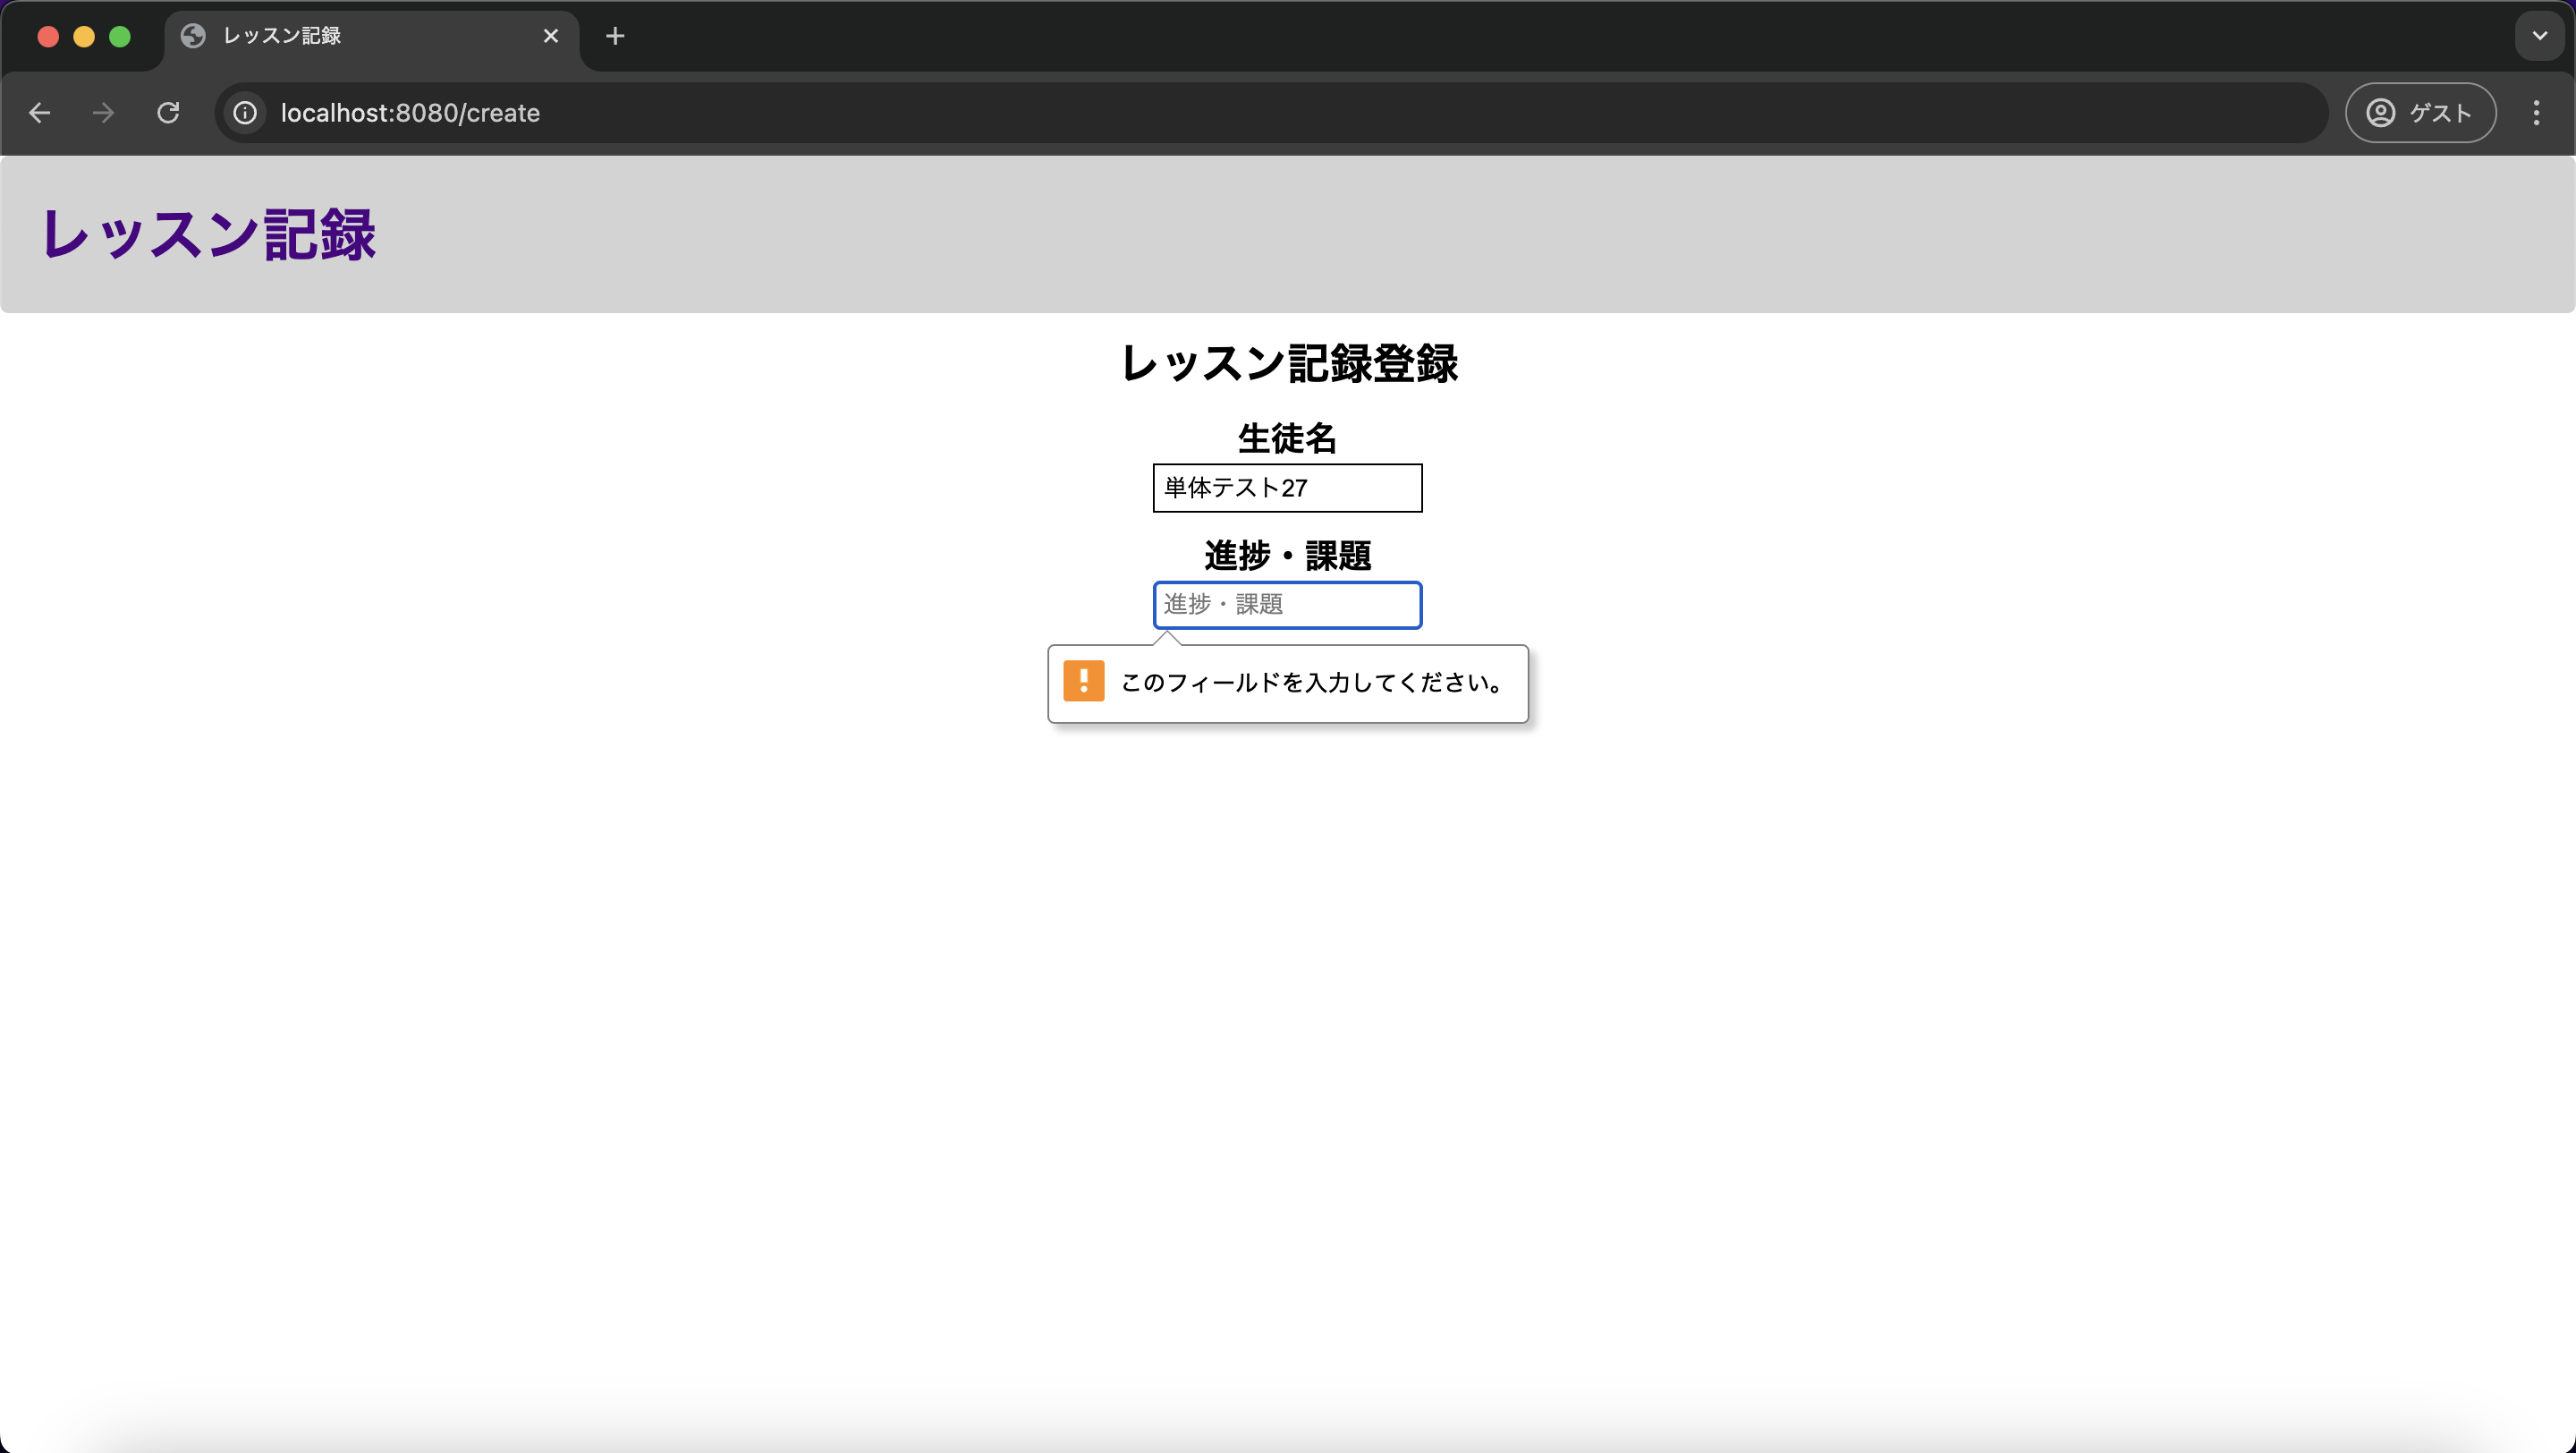 レッスン記録
localhost:8080/create
ゲスト
レッスン記録
レッスン記録登録
生徒名
単体テスト27
進捗・課題
進捗・課題
このフィールドを入力してください。